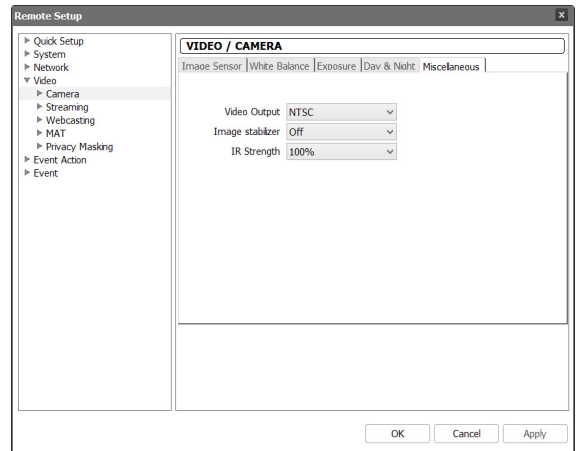 Remote Setup
x
Quick Setup
System
Network
Video
Camera
Streaming
Webcasting
MAT
Privacy Masking
Event Action
Event
VIDEO / CAMERA
Image Sensor White Balance Exposure Day & Night Miscelaneous
Video Output NTSC
Image stabilizer Off
IR Strength 100%
OK Cancel Apply